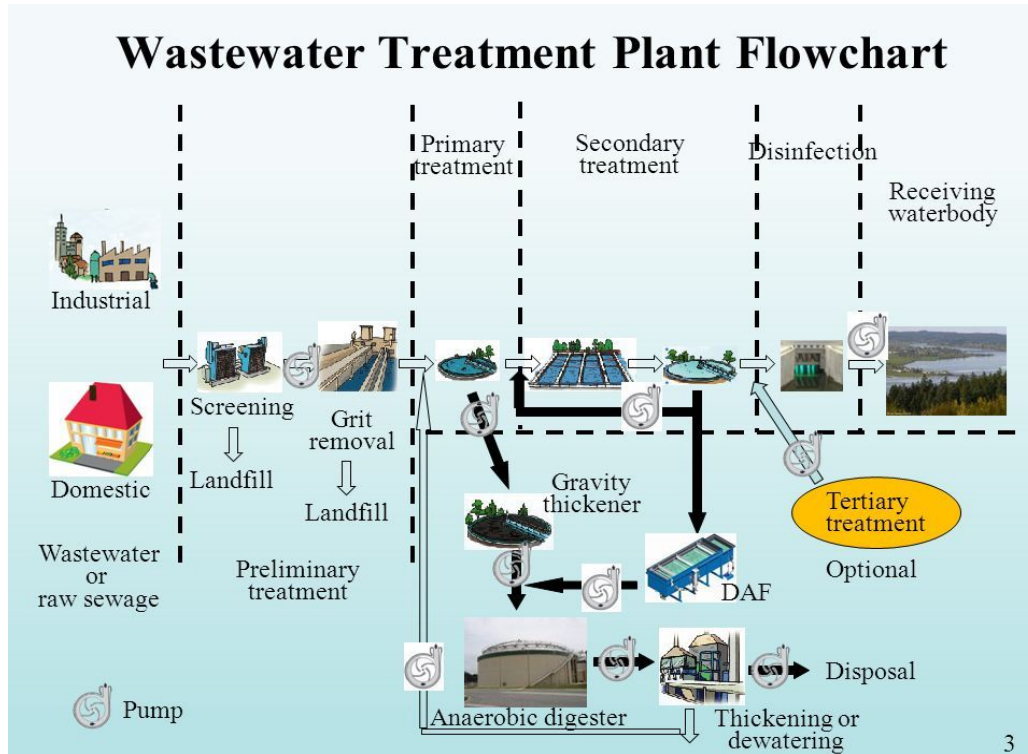 Wastewater Treatment Plant Flowchart
Primary
treatment
Secondary
treatment
Disinfection
Receiving
waterbody
Industrial
Screening
Grit
removal
Landfill
Landfill
Domestic
Gravity
thickener
Tertiary
treatment
Optional
Wastewater
or
raw sewage
Preliminary
treatment
DAF
Disposal
Pump
Anaerobic digester
Thickening or
dewatering
3